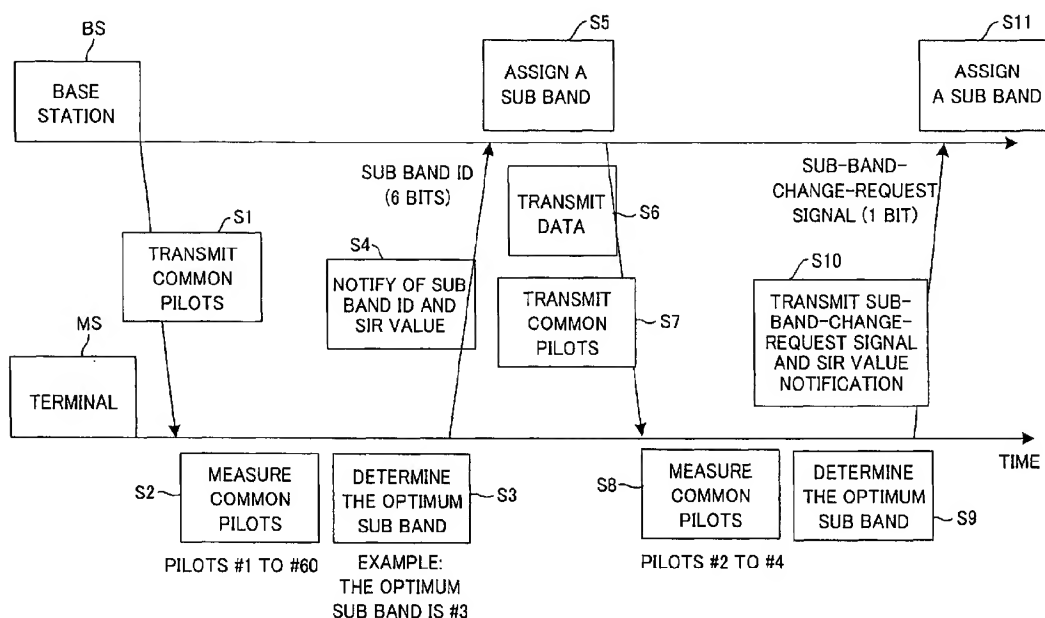 BS
BASE
STATION
S1
TRANSMIT
COMMON
PILOTS
MS
TERMINAL
S2
MEASURE
COMMON
PILOTS
PILOTS #1 TO #60
S3
DETERMINE
THE OPTIMUM
SUB BAND
EXAMPLE:
THE OPTIMUM
SUB BAND IS #3
S4
NOTIFY OF SUB
BAND ID AND
SIR VALUE
SUB BAND ID
(6 BITS)
S5
ASSIGN A
SUB BAND
TRANSMIT
DATA
S6
TRANSMIT
COMMON
PILOTS
S7
S8
MEASURE
COMMON
PILOTS
PILOTS #2 TO #4
DETERMINE
THE OPTIMUM
SUB BAND
S9
S10
TRANSMIT SUB-
BAND-CHANGE-
REQUEST SIGNAL
AND SIR VALUE
NOTIFICATION
SUB-BAND-
CHANGE-REQUEST
SIGNAL (1 BIT)
S11
ASSIGN
A SUB BAND
TIME